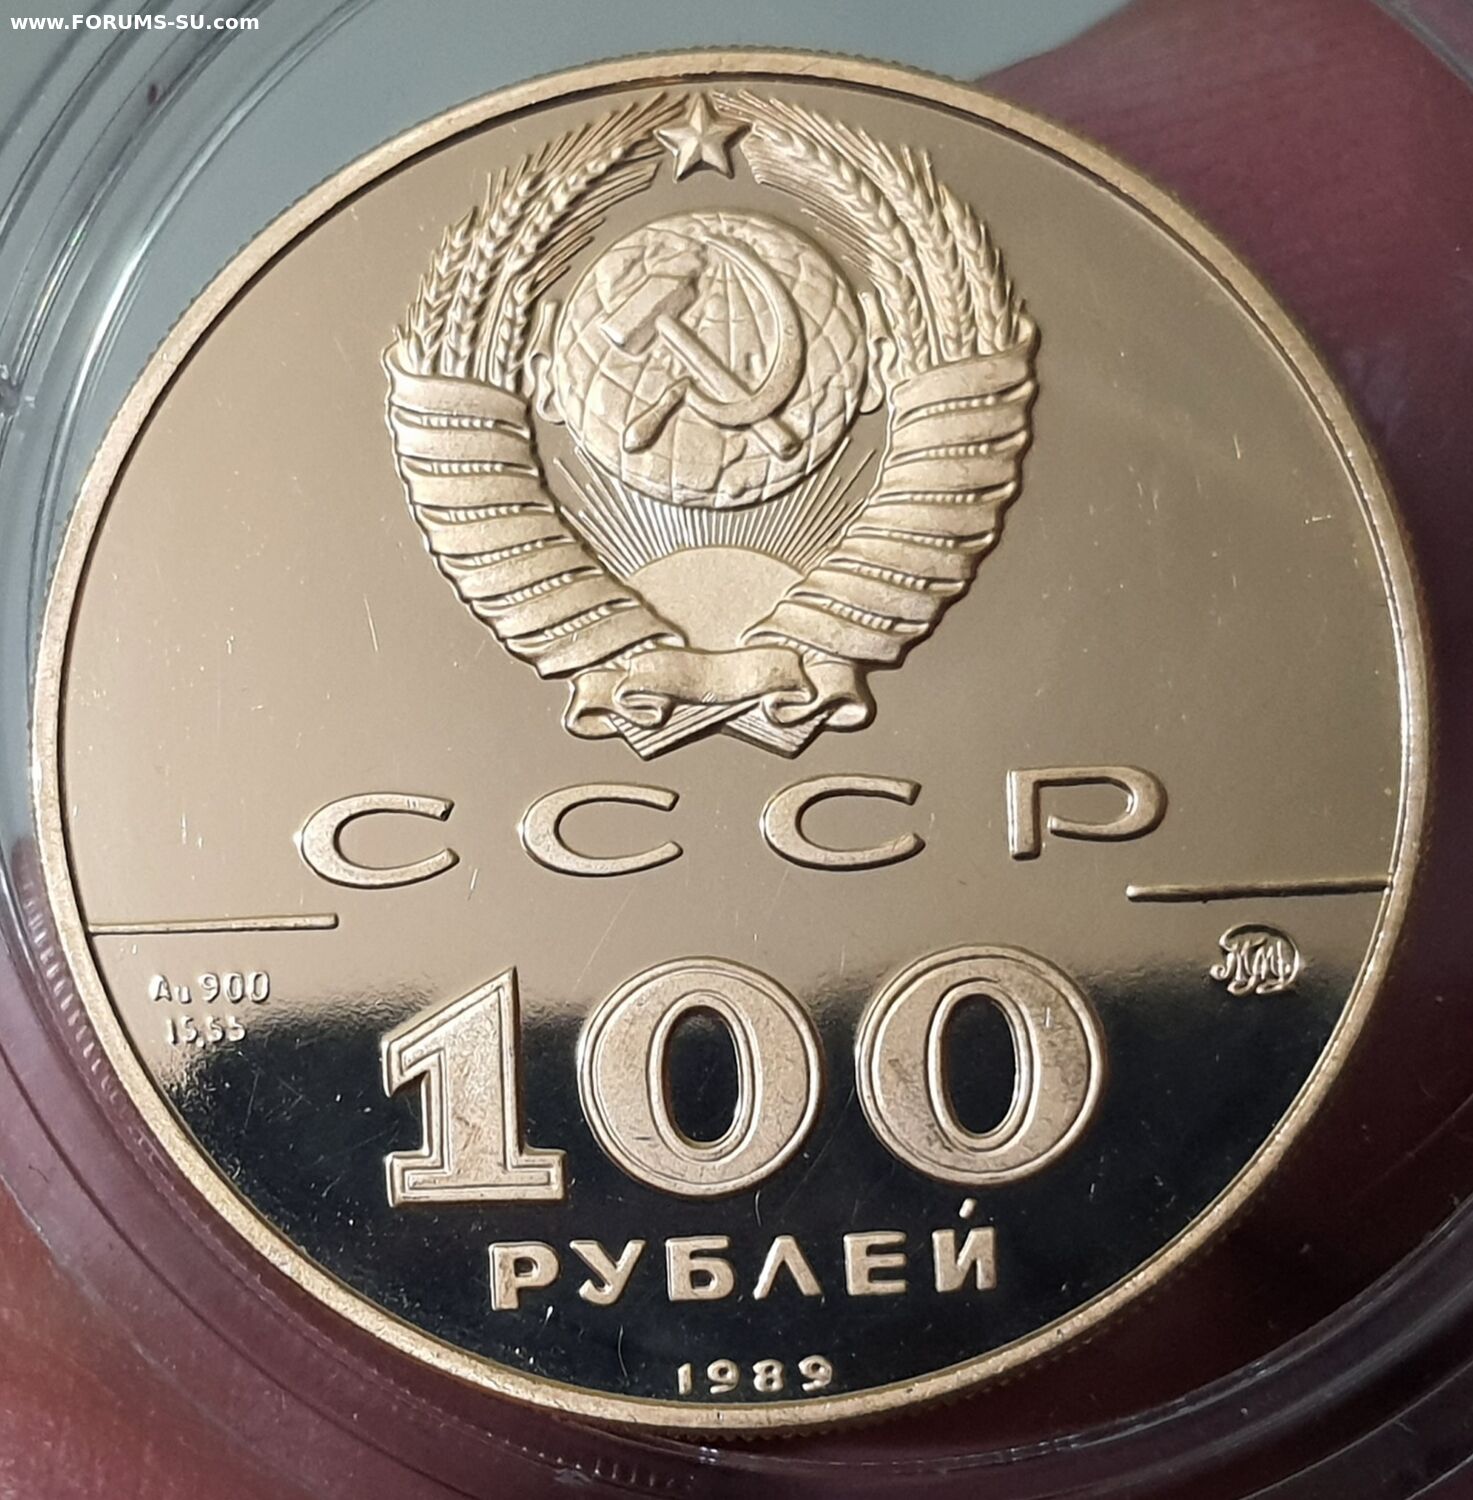 www.FORUMS-SU.com
СССР
Au 900
15,55
ММД
100
РУБЛЕЙ
1989